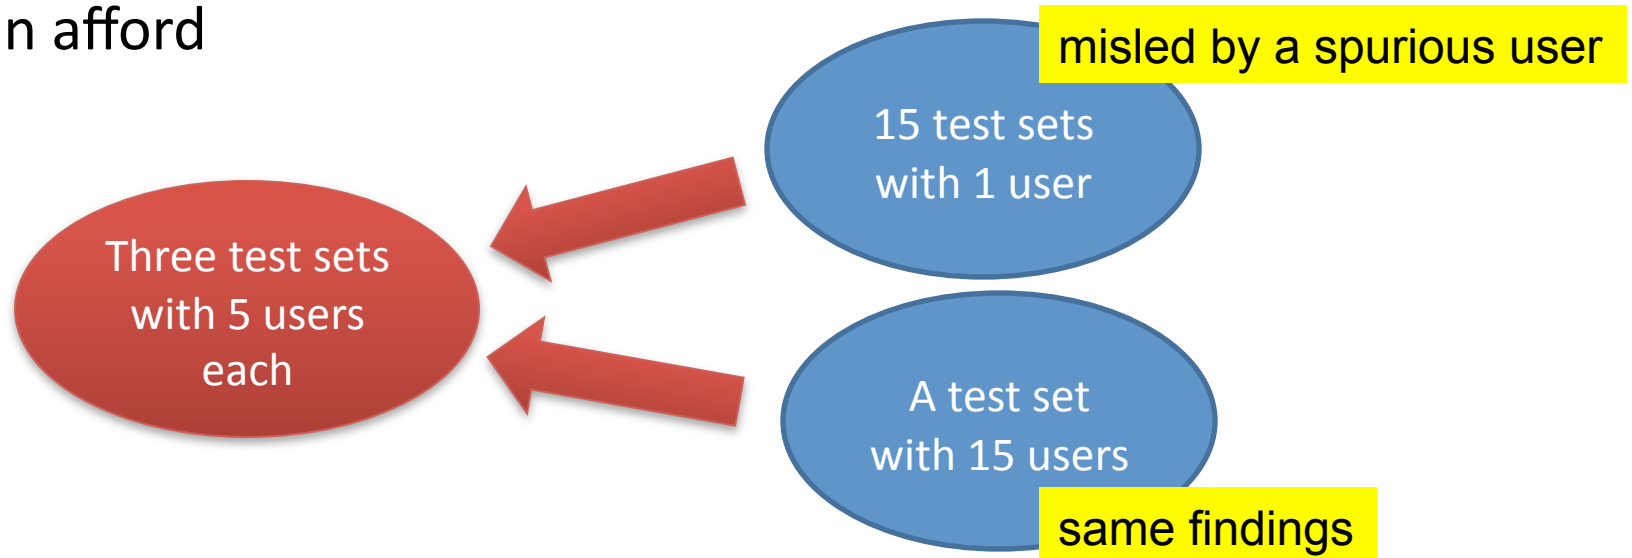 n afford
misled by a spurious user
15 test sets
with 1 user
Three test sets
with 5 users
each
A test set
with 15 users
same findings